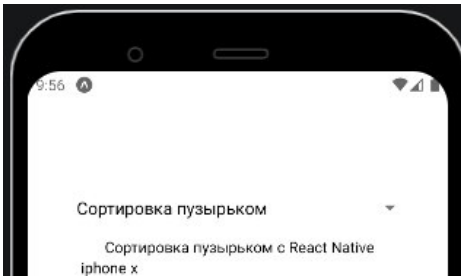 9:56
Сортировка пузырьком
Сортировка пузырьком с React Native
iphone x